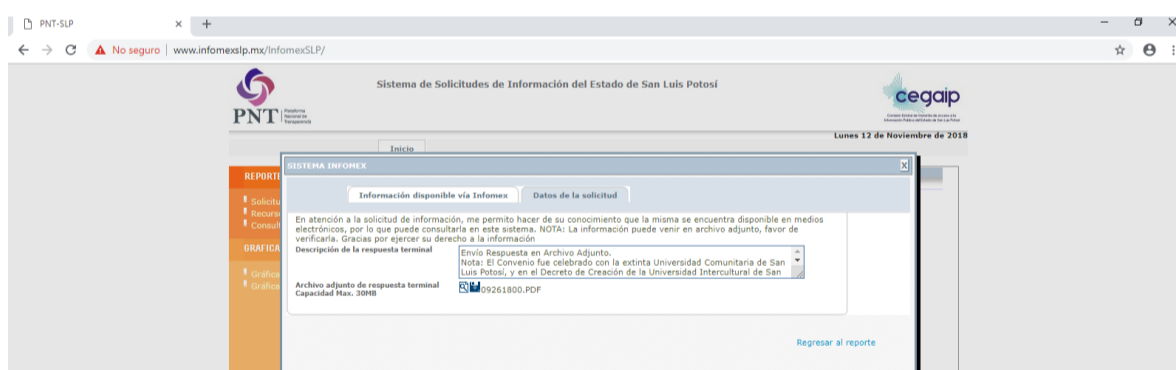 PNT-SLP
No seguro | www.infomexslp.mx/InfomexSLP/
Sistema de Solicitudes de Información del Estado de San Luis Potosí
PNT Plataforma Nacional de Transparencia
cegaip
Lunes 12 de Noviembre de 2018
Inicio
SISTEMA INFOMEX
X
REPORTE
Información disponible vía Infomex
Datos de la solicitud
Solicitu
Recurso
Consult
En atención a la solicitud de información, me permito hacer de su conocimiento que la misma se encuentra disponible en medios
electrónicos, por lo que puede consultarla en este sistema. NOTA: La información puede venir en archivo adjunto, favor de
verificarla. Gracias por ejercer su derecho a la información
GRAFICA
Gráfica
Gráfica
Descripción de la respuesta terminal
Envío Respuesta en Archivo Adjunto.
Nota: El Convenio fue celebrado con la extinta Universidad Comunitaria de San
Luis Potosí, y en el Decreto de Creación de la Universidad Intercultural de San
Archivo adjunto de respuesta terminal
Capacidad Max. 30MB
09261800.PDF
Regresar al reporte